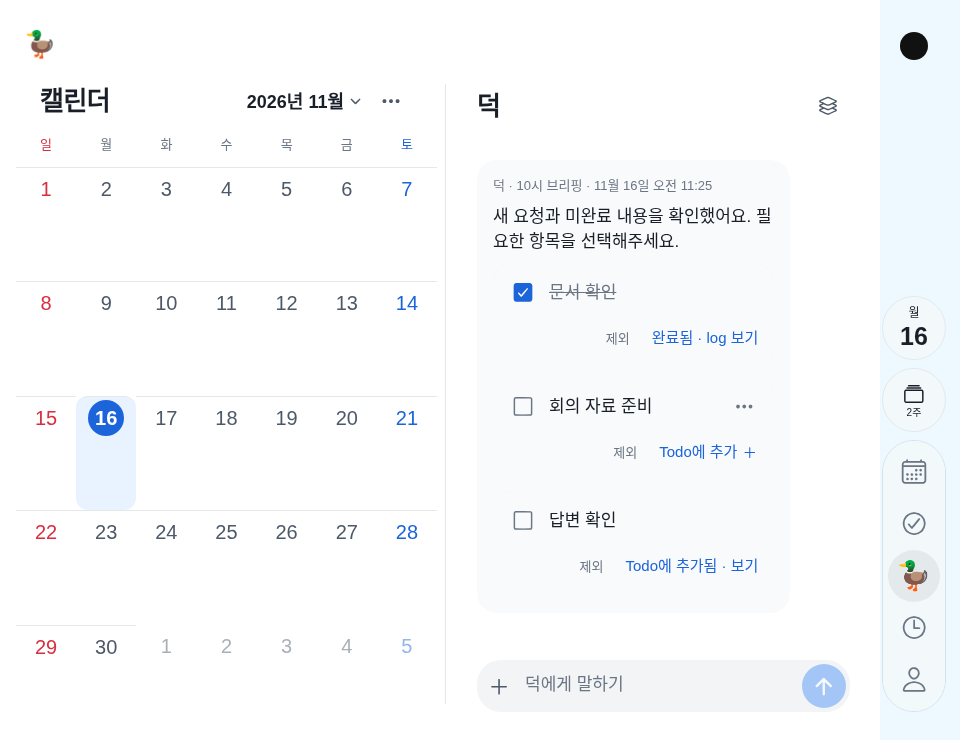 캘린더
2026년 11월
일 월 화 수 목 금 토
1 2 3 4 5 6 7
8 9 10 11 12 13 14
15 16 17 18 19 20 21
22 23 24 25 26 27 28
29 30 1 2 3 4 5
덕
덕 · 10시 브리핑 · 11월 16일 오전 11:25
새 요청과 미완료 내용을 확인했어요. 필
요한 항목을 선택해주세요.
문서 확인
제외 완료됨 · log 보기
회의 자료 준비
제외 Todo에 추가
답변 확인
제외 Todo에 추가됨 · 보기
덕에게 말하기
월
16
2주